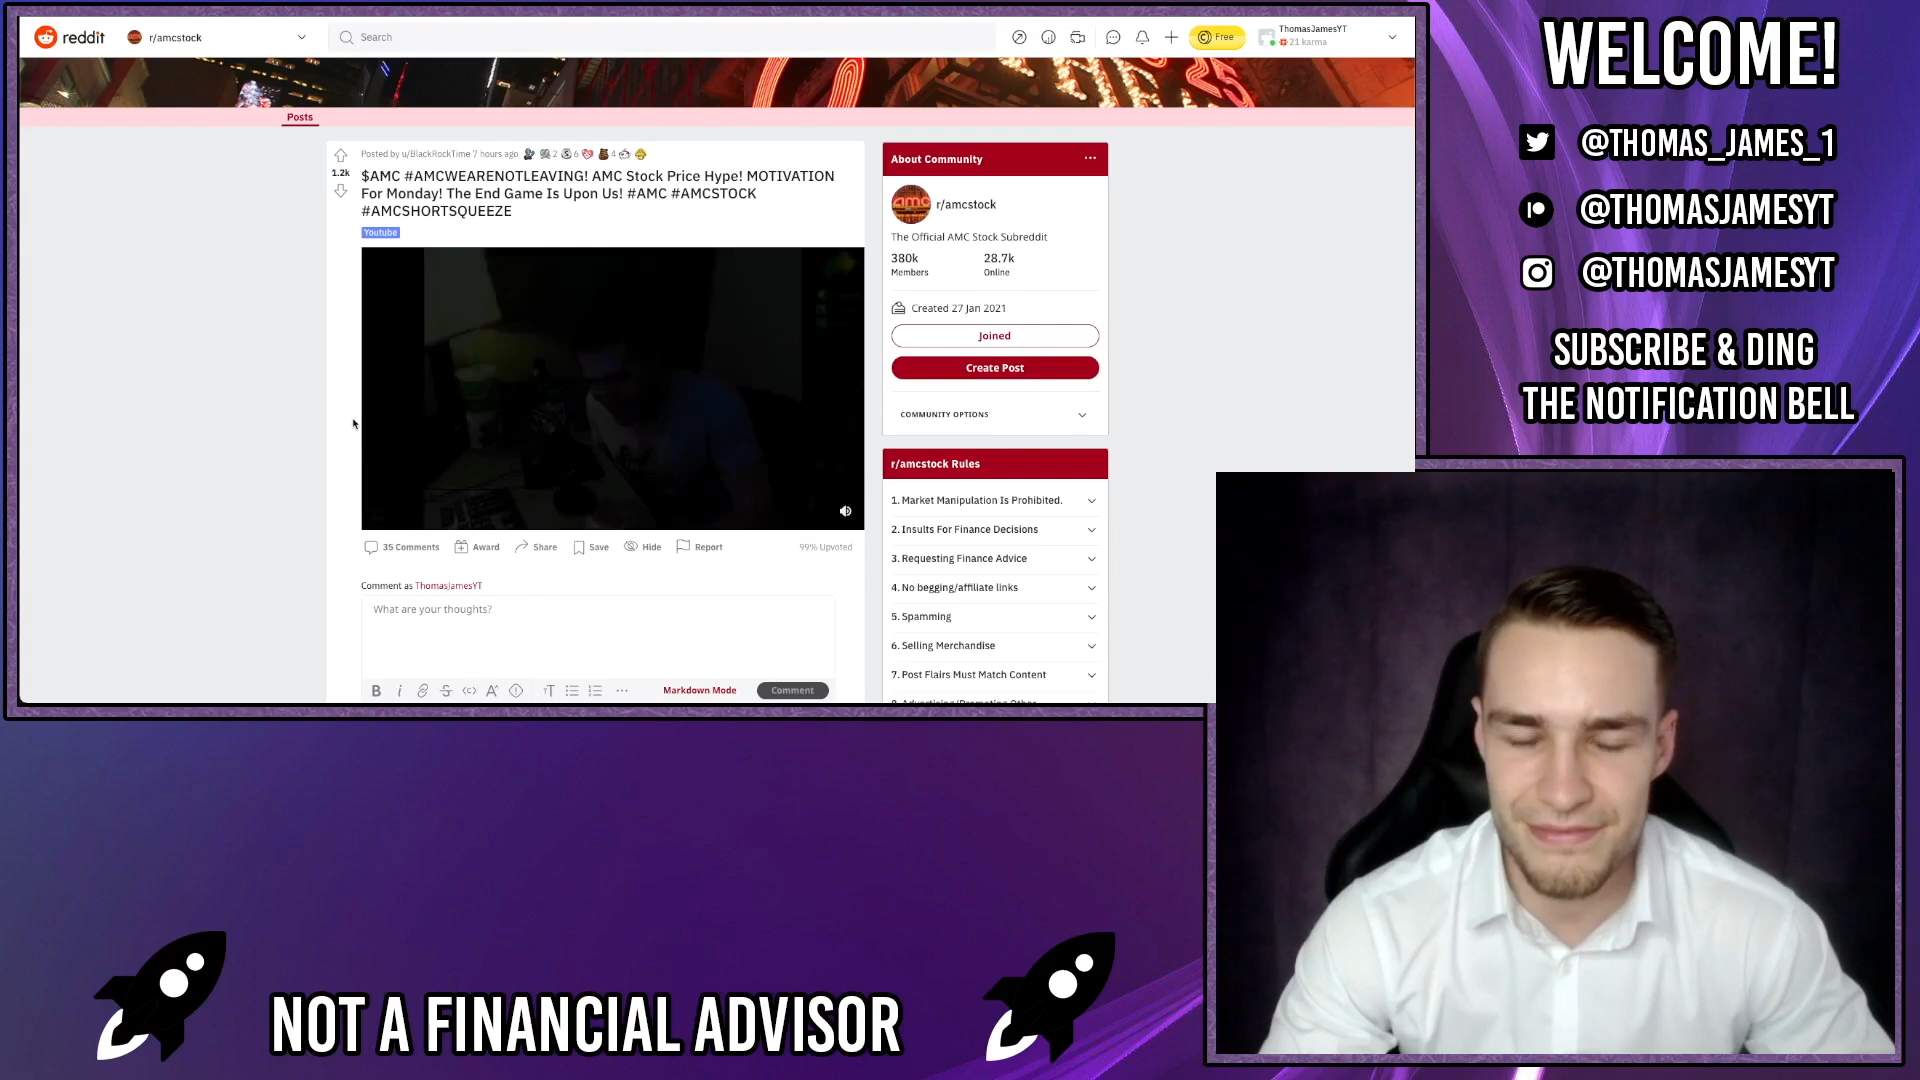 reddit
r/amcstock
Search
Free
ThomasJamesYT
21 karma
Posts
Posted by u/BlackRockTime 7 hours ago
2
6
4
1.2k
$AMC #AMCWEARENOTLEAVING! AMC Stock Price Hype! MOTIVATION
For Monday! The End Game Is Upon Us! #AMC #AMCSTOCK
#AMCSHORTSQUEEZE
Youtube
35 Comments
Award
Share
Save
Hide
Report
99% Upvoted
Comment as ThomasJamesYT
What are your thoughts?
Markdown Mode
Comment
About Community
amc
r/amcstock
The Official AMC Stock Subreddit
380k
Members
28.7k
Online
Created 27 Jan 2021
Joined
Create Post
COMMUNITY OPTIONS
r/amcstock Rules
1. Market Manipulation Is Prohibited.
2. Insults For Finance Decisions
3. Requesting Finance Advice
4. No begging/affiliate links
5. Spamming
6. Selling Merchandise
7. Post Flairs Must Match Content
WELCOME!
@THOMAS_JAMES_1
@THOMASJAMESYT
@THOMASJAMESYT
SUBSCRIBE & DING
THE NOTIFICATION BELL
NOT A FINANCIAL ADVISOR